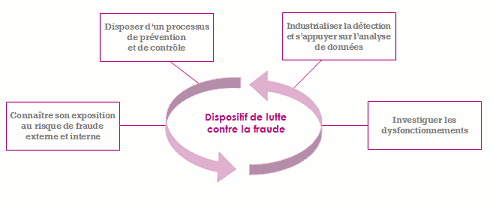 Disposer d'un processus
de prévention
et de contrôle
Industrialiser la détection
et s'appuyer sur l'analyse
de données
Connaître son exposition
au risque de fraude
externe et interne
Dispositif de lutte
contre la fraude
Investiguer les
dysfonctionnements